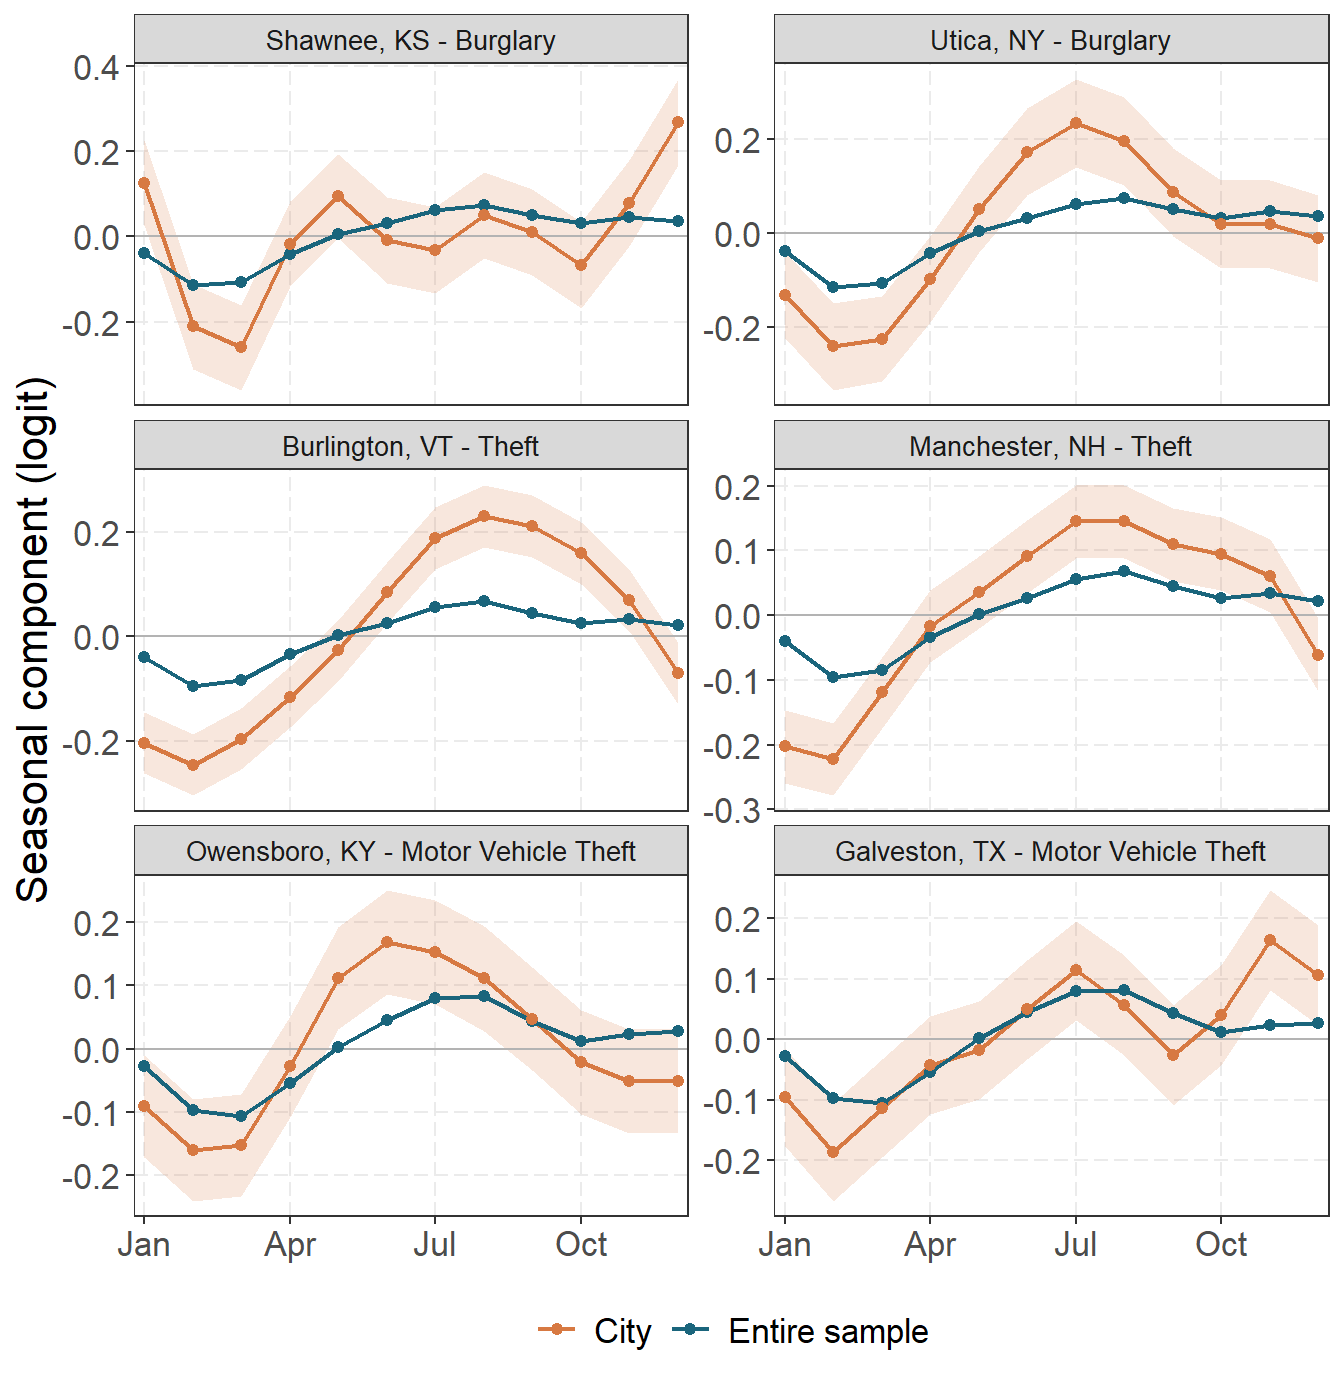 Shawnee, KS - Burglary
Utica, NY - Burglary
0.4
0.2
0.0
-0.2
0.2
0.0
-0.2
Burlington, VT - Theft
Manchester, NH - Theft
0.2
0.0
-0.2
0.2
0.1
0.0
-0.1
-0.2
-0.3
Owensboro, KY - Motor Vehicle Theft
Galveston, TX - Motor Vehicle Theft
0.2
0.1
0.0
-0.1
-0.2
0.2
0.1
0.0
-0.1
-0.2
Jan Apr Jul Oct
Jan Apr Jul Oct
Seasonal component (logit)
City Entire sample